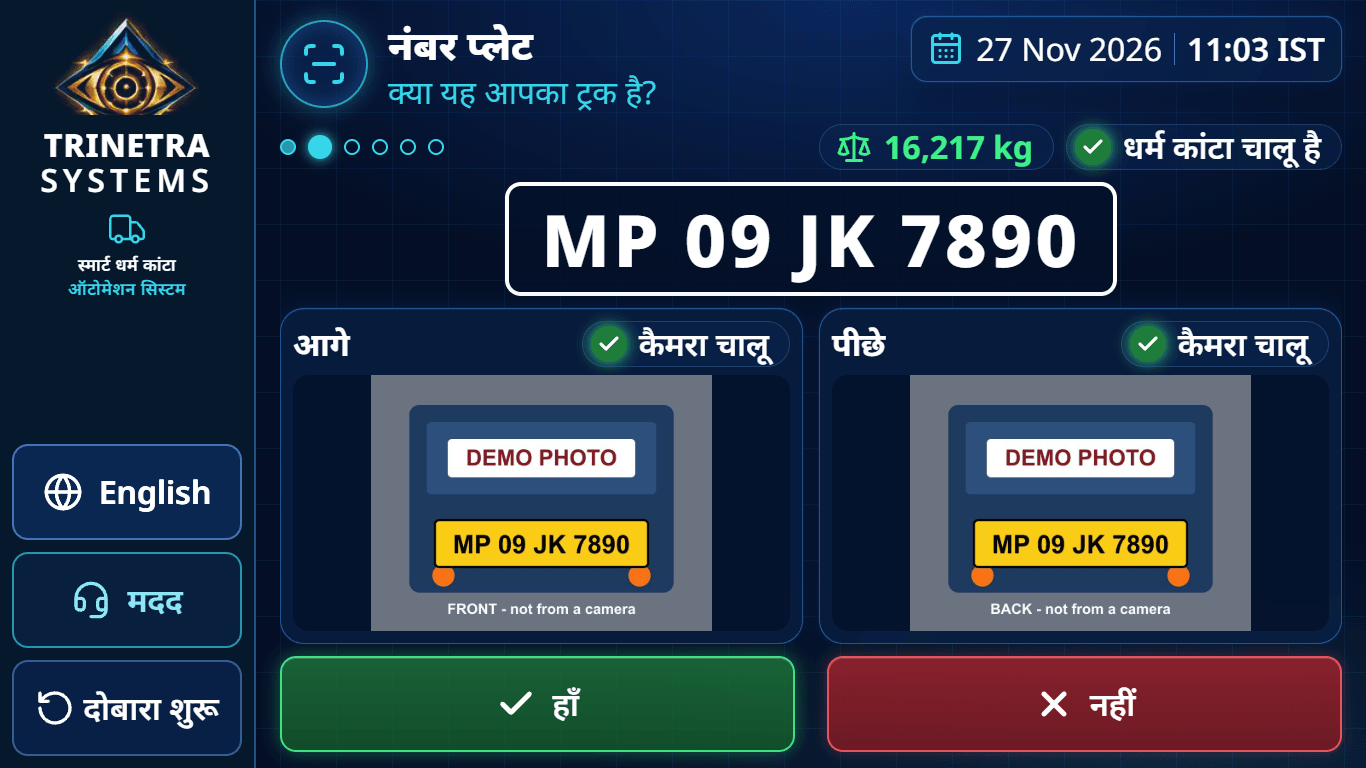 TRINETRA
SYSTEMS
स्मार्ट धर्म कांटा
ऑटोमेशन सिस्टम
English
मदद
दोबारा शुरू
नंबर प्लेट
क्या यह आपका ट्रक है?
27 Nov 2026 11:03 IST
16,217 kg
धर्म कांटा चालू है
MP 09 JK 7890
आगे
कैमरा चालू
DEMO PHOTO
MP 09 JK 7890
FRONT - not from a camera
पीछे
कैमरा चालू
DEMO PHOTO
MP 09 JK 7890
BACK - not from a camera
हाँ
नहीं